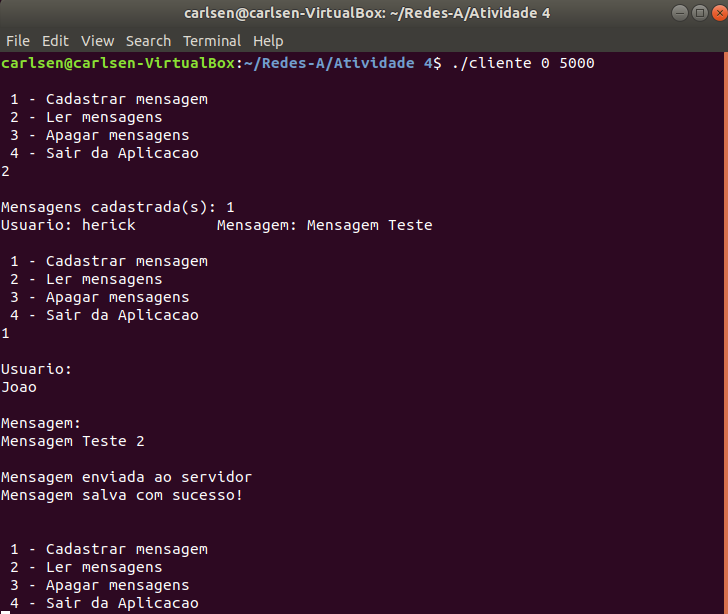 carlsen@carlsen-VirtualBox: ~/Redes-A/Atividade 4
File Edit View Search Terminal Help
carlsen@carlsen-VirtualBox:~/Redes-A/Atividade 4$ ./cliente 0 5000
1 - Cadastrar mensagem
2 - Ler mensagens
3 - Apagar mensagens
4 - Sair da Aplicacao
2
Mensagens cadastrada(s): 1
Usuario: herick         Mensagem: Mensagem Teste
1 - Cadastrar mensagem
2 - Ler mensagens
3 - Apagar mensagens
4 - Sair da Aplicacao
1
Usuario:
Joao
Mensagem:
Mensagem Teste 2
Mensagem enviada ao servidor
Mensagem salva com sucesso!
1 - Cadastrar mensagem
2 - Ler mensagens
3 - Apagar mensagens
4 - Sair da Aplicacao